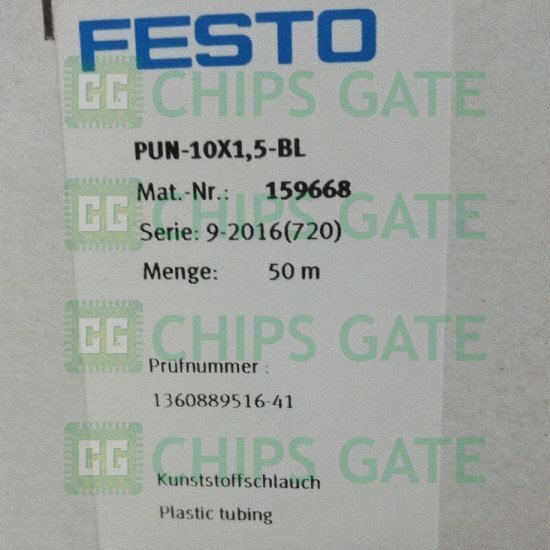 FESTO
CG CHIPS GATE
PUN-10X1,5-BL
Mat.-Nr.: 159668
CG CHIPS GATE
Serie: 9-2016(720)
Menge: 50 m
CG CHIPS GATE
Prüfnummer :
1360889516-41
CG CHIPS GATE
Kunststoffschlauch
Plastic tubing